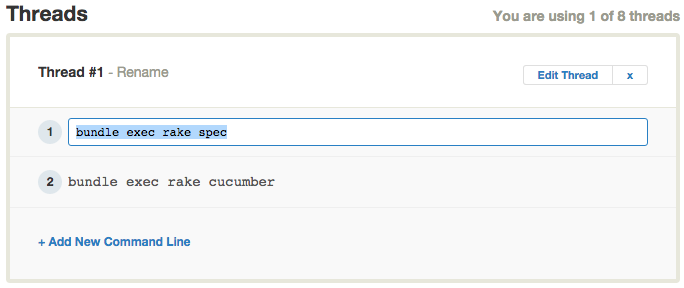 Threads
You are using 1 of 8 threads
Thread #1 - Rename
Edit Thread
x
1
bundle exec rake spec
2
bundle exec rake cucumber
+ Add New Command Line